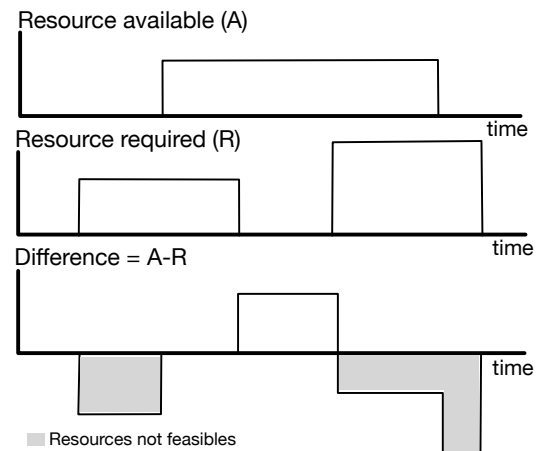 Resource available (A)
time
Resource required (R)
time
Difference = A-R
time
Resources not feasibles